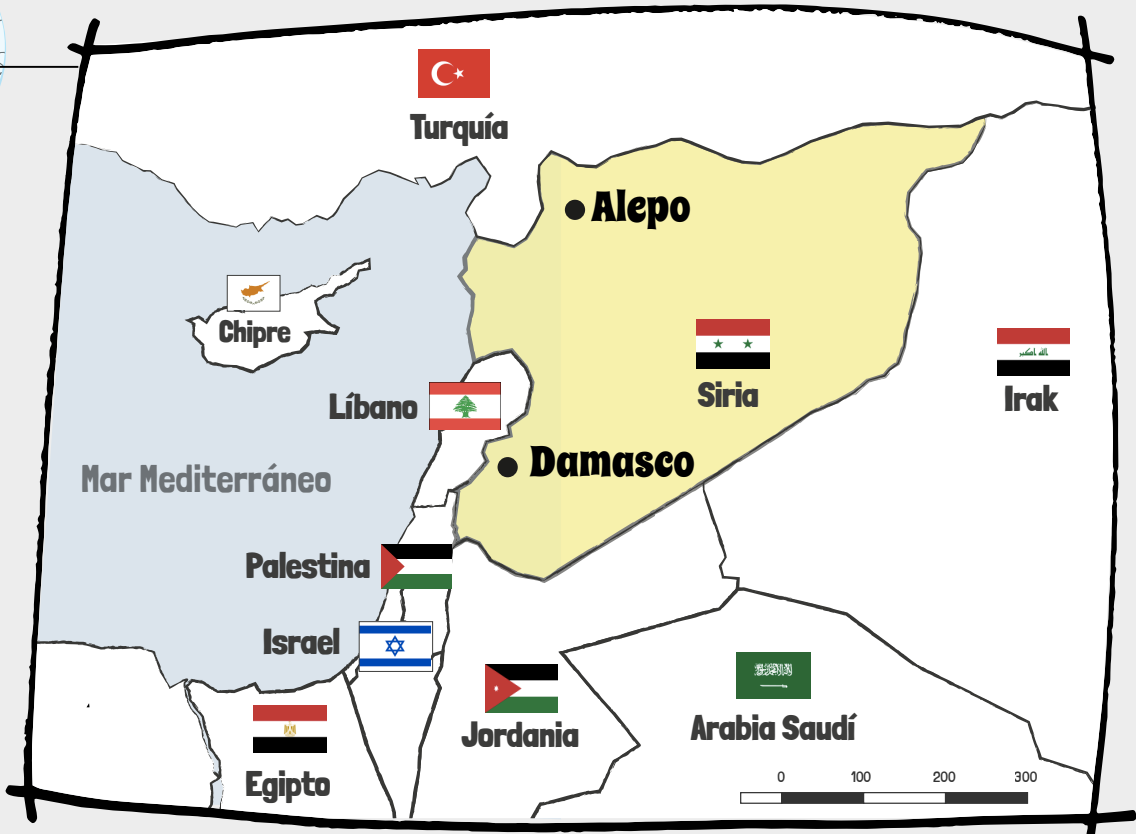 Turquía
Alepo
Chipre
Siria
Irak
Líbano
Damasco
Mar Mediterráneo
Palestina
Israel
Jordania
Arabia Saudí
Egipto
0 100 200 300